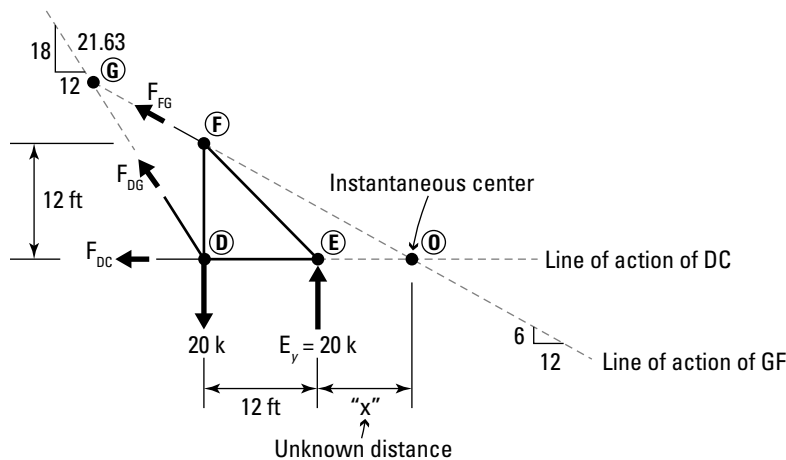 18
21.63
12
G
F_FG
F
12 ft
F_DG
Instantaneous center
F_DC
D
E
O
Line of action of DC
20 k
E_y = 20 k
6
12
Line of action of GF
12 ft
“x”
Unknown distance